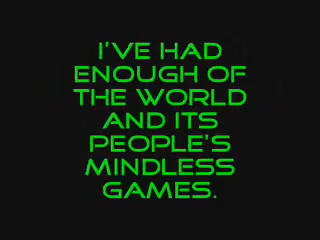 I'VE HAD
ENOUGH OF
THE WORLD
AND ITS
PEOPLE'S
MINDLESS
GAMES.